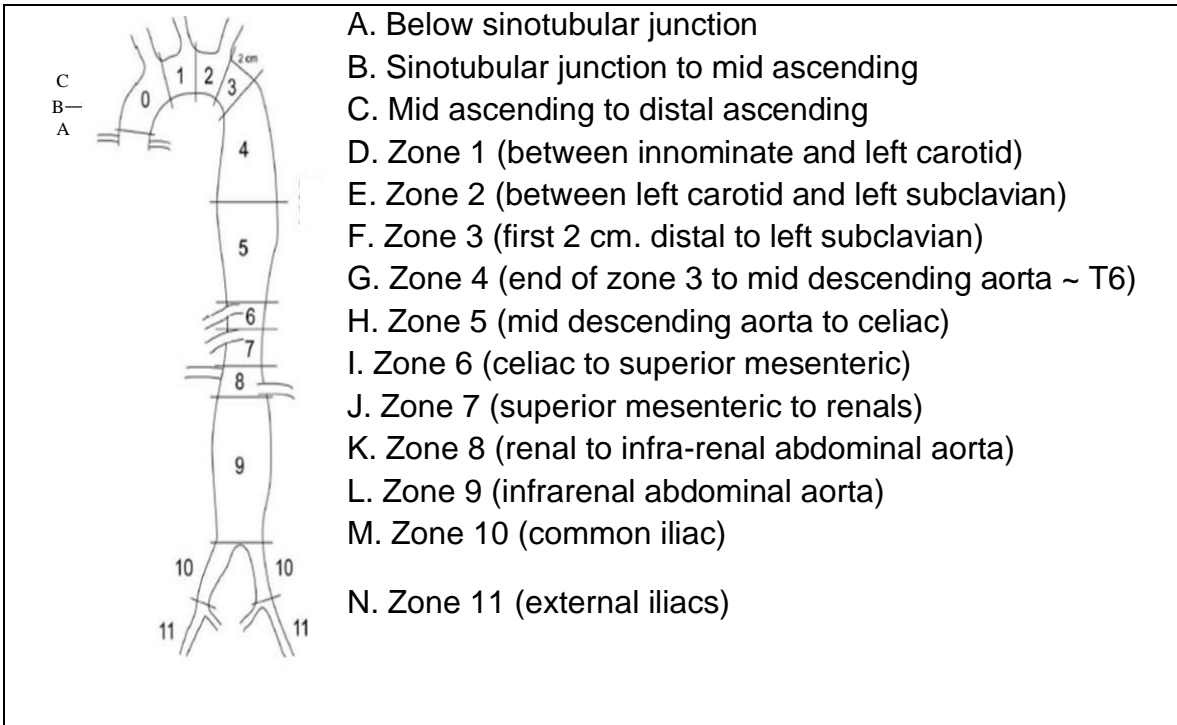 A. Below sinotubular junction
B. Sinotubular junction to mid ascending
C. Mid ascending to distal ascending
D. Zone 1 (between innominate and left carotid)
E. Zone 2 (between left carotid and left subclavian)
F. Zone 3 (first 2 cm. distal to left subclavian)
G. Zone 4 (end of zone 3 to mid descending aorta ~ T6)
H. Zone 5 (mid descending aorta to celiac)
I. Zone 6 (celiac to superior mesenteric)
J. Zone 7 (superior mesenteric to renals)
K. Zone 8 (renal to infra-renal abdominal aorta)
L. Zone 9 (infrarenal abdominal aorta)
M. Zone 10 (common iliac)
N. Zone 11 (external iliacs)
C
B
A
0
1
2
2 cm
3
4
5
6
7
8
9
10
10
11
11